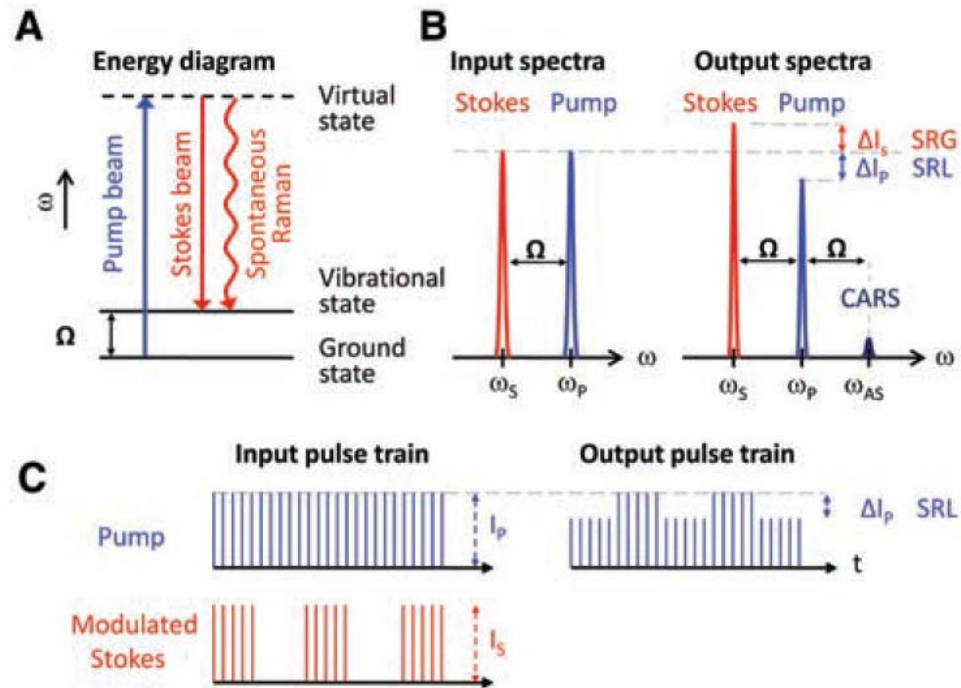 A
Energy diagram
Virtual
state
ω
Pump beam
Stokes beam
Spontaneous
Raman
Vibrational
state
Ω
Ground
state
B
Input spectra
Stokes Pump
Ω
ω
ωS ωP
Output spectra
Stokes Pump
ΔIs SRG
ΔIP SRL
Ω Ω
CARS
ω
ωS ωP ωAS
C
Input pulse train
Pump
IP
Modulated
Stokes
IS
Output pulse train
ΔIP SRL
t